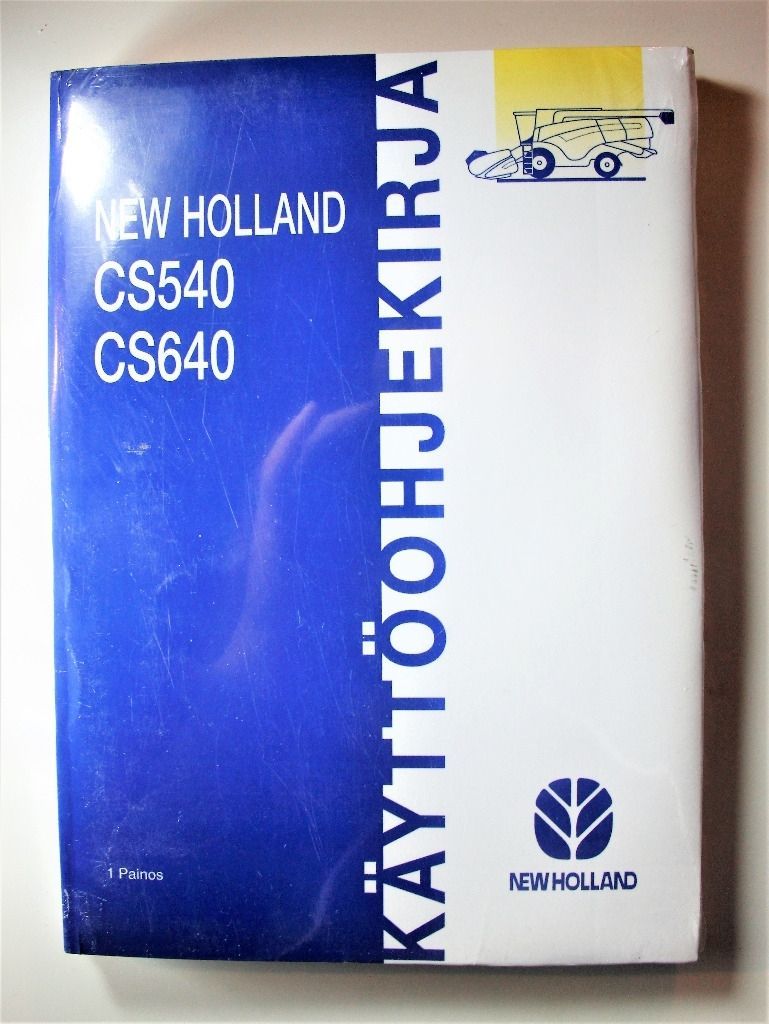 NEW HOLLAND
CS540
CS640
KÄYTTÖOHJEKIRJA
1 Painos
NEW HOLLAND